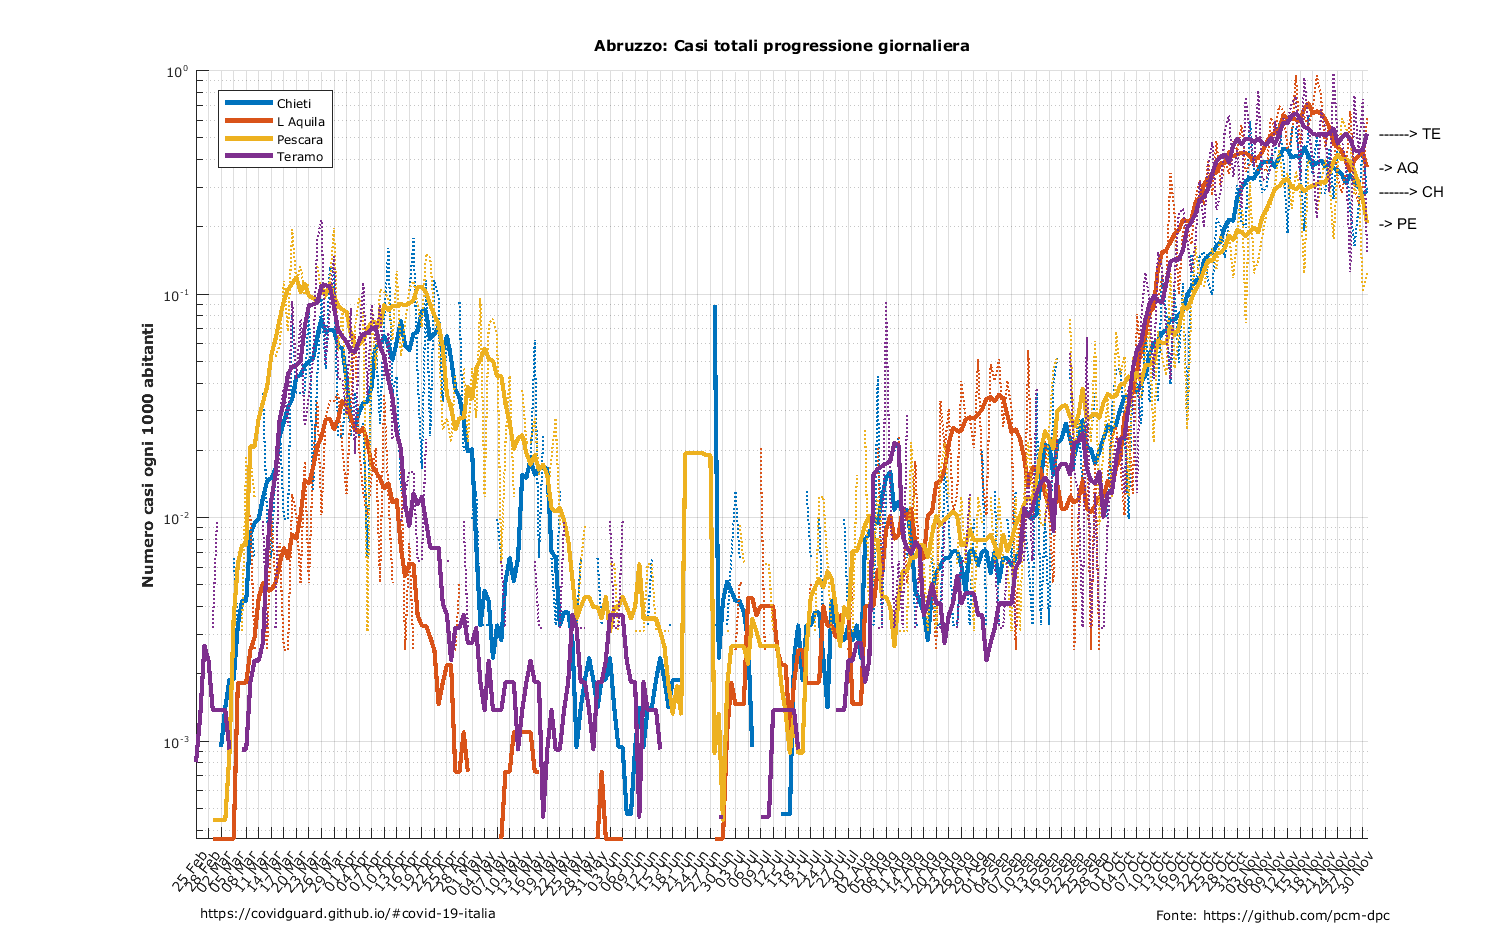 Abruzzo: Casi totali progressione giornaliera
Numero casi ogni 1000 abitanti
10⁰
10⁻¹
10⁻²
10⁻³
Chieti
L Aquila
Pescara
Teramo
------> TE
-> AQ
------> CH
-> PE
25 Feb
28 Feb
02 Mar
05 Mar
08 Mar
11 Mar
14 Mar
17 Mar
20 Mar
23 Mar
26 Mar
29 Mar
01 Apr
04 Apr
07 Apr
10 Apr
13 Apr
16 Apr
19 Apr
22 Apr
25 Apr
28 Apr
01 May
04 May
07 May
10 May
13 May
16 May
19 May
22 May
25 May
28 May
31 May
03 Jun
06 Jun
09 Jun
12 Jun
15 Jun
18 Jun
21 Jun
24 Jun
27 Jun
30 Jun
03 Jul
06 Jul
09 Jul
12 Jul
15 Jul
18 Jul
21 Jul
24 Jul
27 Jul
30 Jul
02 Aug
05 Aug
08 Aug
11 Aug
14 Aug
17 Aug
20 Aug
23 Aug
26 Aug
29 Aug
01 Sep
04 Sep
07 Sep
10 Sep
13 Sep
16 Sep
19 Sep
22 Sep
25 Sep
28 Sep
01 Oct
04 Oct
07 Oct
10 Oct
13 Oct
16 Oct
19 Oct
22 Oct
25 Oct
28 Oct
31 Oct
03 Nov
06 Nov
09 Nov
12 Nov
15 Nov
18 Nov
21 Nov
24 Nov
27 Nov
30 Nov
https://covidguard.github.io/#covid-19-italia
Fonte: https://github.com/pcm-dpc